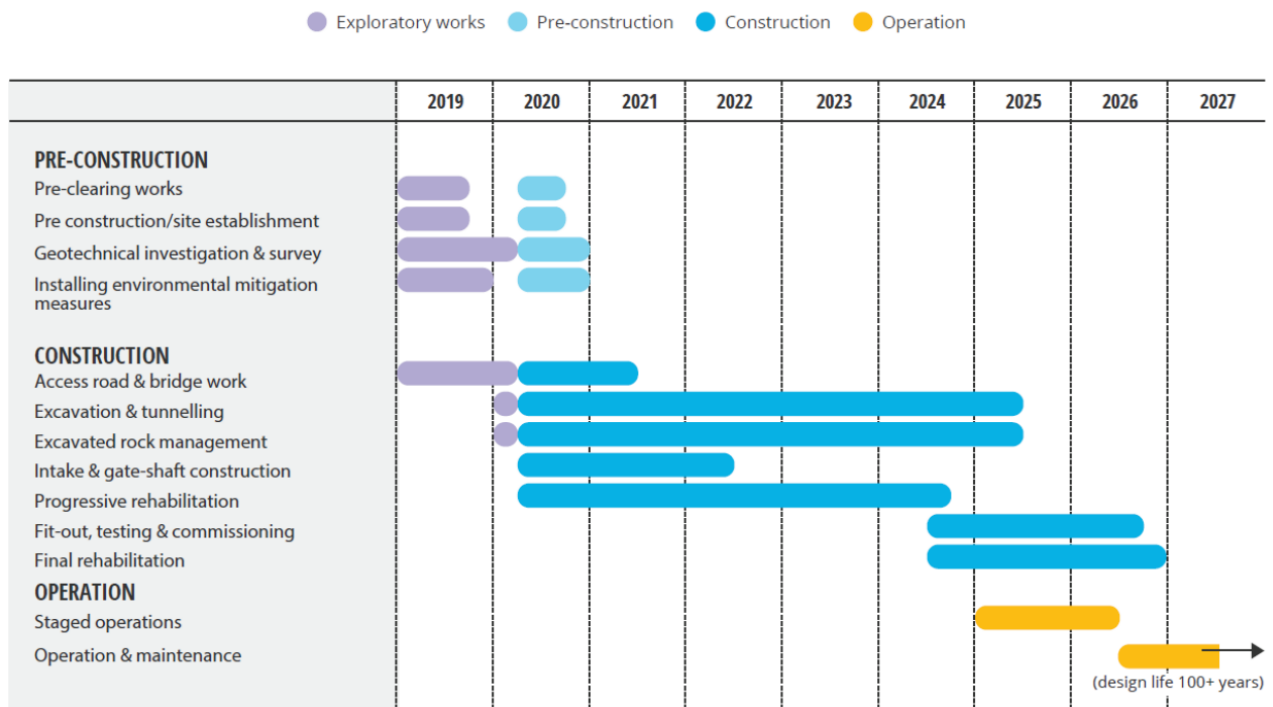 Exploratory works Pre-construction Construction Operation
2019 2020 2021 2022 2023 2024 2025 2026 2027
PRE-CONSTRUCTION
Pre-clearing works
Pre construction/site establishment
Geotechnical investigation & survey
Installing environmental mitigation
measures
CONSTRUCTION
Access road & bridge work
Excavation & tunnelling
Excavated rock management
Intake & gate-shaft construction
Progressive rehabilitation
Fit-out, testing & commissioning
Final rehabilitation
OPERATION
Staged operations
Operation & maintenance
(design life 100+ years)